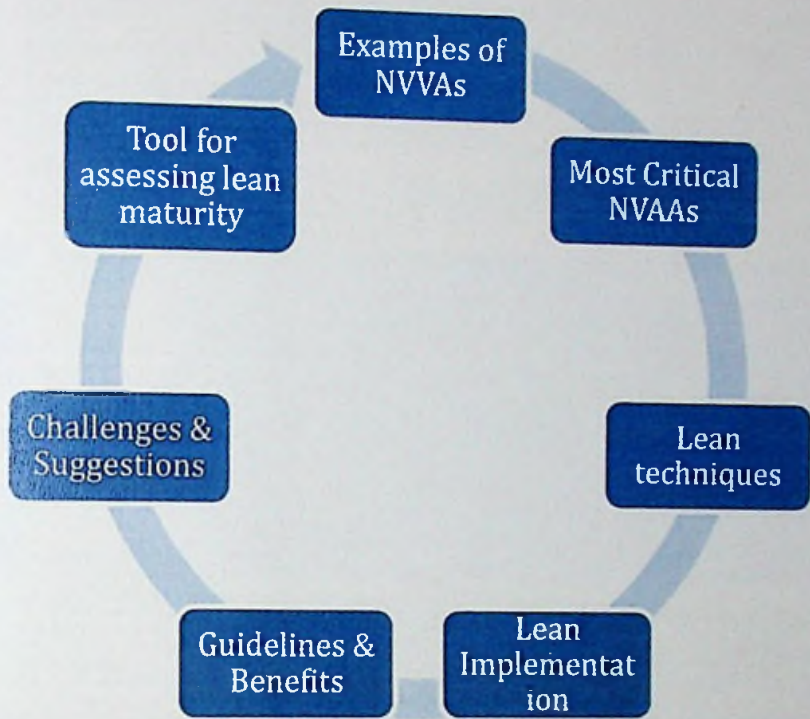 Examples of
NVVAs
Most Critical
NVAAs
Lean
techniques
Lean
Implementat
ion
Guidelines &
Benefits
Challenges &
Suggestions
Tool for
assessing lean
maturity